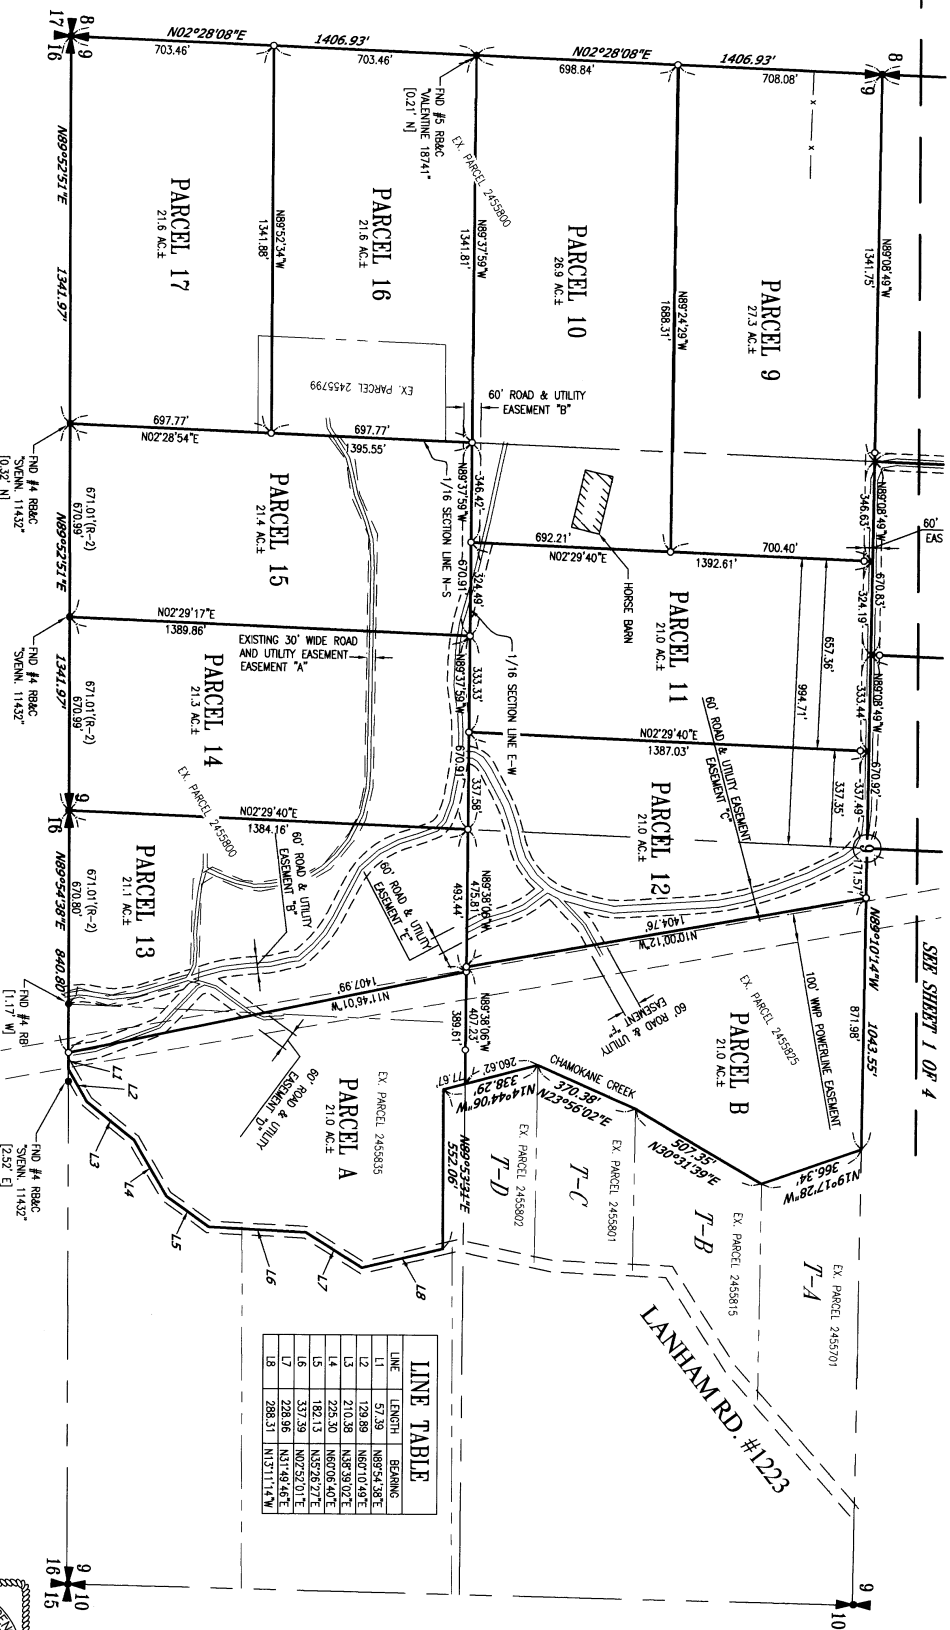 SEE SHEET 1 OF 4
8
9
N89°08'49"W
1341.75'
N89°08'49"W
346.63'
670.83'
324.19'
N89°08'49"W
333.44'
670.92'
337.49'
9
171.57'
N89°10'14"W
1043.55'
871.98'
9
10
60'
EAS
1406.93'
708.08'
x
x
PARCEL 9
27.3 AC.±
N02°28'08"E
698.84'
N89°24'29"W
1688.31'
PARCEL 10
26.9 AC.±
700.40'
1392.61'
N02°29'40"E
692.21'
HORSE BARN
657.36'
994.71'
337.35'
PARCEL 11
21.0 AC.±
N02°29'40"E
1387.03'
60' ROAD & UTILITY EASEMENT
EASEMENT "C"
PARCEL 12
21.0 AC.±
1404.76'
N10°00'12"W
100' WWP POWERLINE EASEMENT
EX. PARCEL 2455825
PARCEL B
21.0 AC.±
60' ROAD & UTILITY
EASEMENT "F"
N19°17'28"W
366.34'
507.35'
N30°31'39"E
CHAMOKANE CREEK
370.38'
N23°56'02"E
260.62'
338.29'
N14°44'06"W
77.67'
EX. PARCEL 2455701
T-A
EX. PARCEL 2455815
T-B
EX. PARCEL 2455801
T-C
EX. PARCEL 2455802
T-D
LANHAM RD. #1223
1406.93'
703.46'
FND #5 RB&C
"VALENTINE 18741"
[0.21' N]
EX. PARCEL 2455800
N89°37'59"W
1341.81'
60' ROAD & UTILITY
EASEMENT "B"
346.42'
N89°37'59"W
670.91'
324.49'
1/16 SECTION LINE N-S
1/16 SECTION LINE E-W
333.33'
N89°37'59"W
670.91'
337.58'
N89°38'06"W
475.81'
493.44'
N89°38'06"W
407.23'
389.61'
N89°53'31"E
552.06'
N02°28'08"E
703.46'
PARCEL 16
21.6 AC.±
N89°52'34"W
1341.88'
EX. PARCEL 2455799
PARCEL 17
21.6 AC.±
697.77'
1395.55'
697.77'
N02°28'54"E
PARCEL 15
21.4 AC.±
N02°29'17"E
1389.86'
EXISTING 30' WIDE ROAD
AND UTILITY EASEMENT
EASEMENT "A"
PARCEL 14
21.3 AC.±
EX. PARCEL 2455800
N02°29'40"E
1384.16'
60' ROAD & UTILITY
EASEMENT "B"
60' ROAD & UTILITY
EASEMENT "E"
PARCEL 13
21.1 AC.±
1407.99'
N11°46'01"W
60' ROAD & UTILITY
EASEMENT "D"
EX. PARCEL 2455835
PARCEL A
21.0 AC.±
L1
L2
L3
L4
L5
L6
L7
L8
8
9
17
16
N89°52'51"E
1341.97'
671.01'(R-2)
670.99'
N89°52'51"E
1341.97'
671.01'(R-2)
670.99'
9
16
671.01'(R-2)
670.80'
N89°54'38"E
840.80'
FND #4 RB&C
"SVENN. 11432"
[0.32' N]
FND #4 RB&C
"SVENN. 11432"
FND #4 RB
[1.17' W]
FND #4 RB&C
"SVENN. 11432"
[2.52' E]
9
10
16
15
LINE TABLE
LINE LENGTH BEARING
L1 57.39 N89°54'38"E
L2 129.89 N60°10'49"E
L3 210.38 N38°39'02"E
L4 225.30 N60°06'40"E
L5 182.13 N35°26'27"E
L6 337.39 N02°52'01"E
L7 228.96 N31°49'46"E
L8 288.31 N13°11'14"W